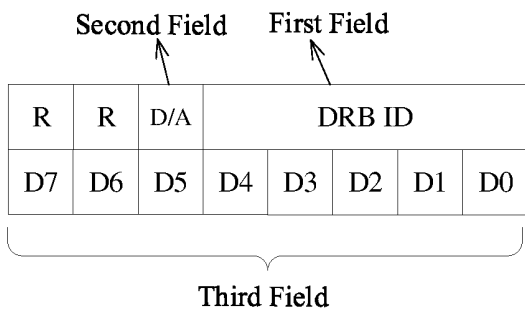 Second Field First Field
R R D/A DRB ID
D7 D6 D5 D4 D3 D2 D1 D0
Third Field